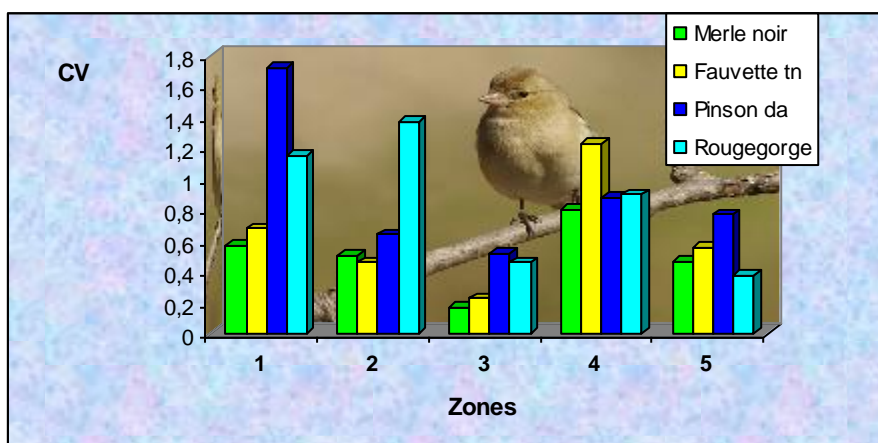 CV
1,8
1,6
1,4
1,2
1
0,8
0,6
0,4
0,2
0
1 2 3 4 5
Zones
Merle noir
Fauvette tn
Pinson da
Rougegorge